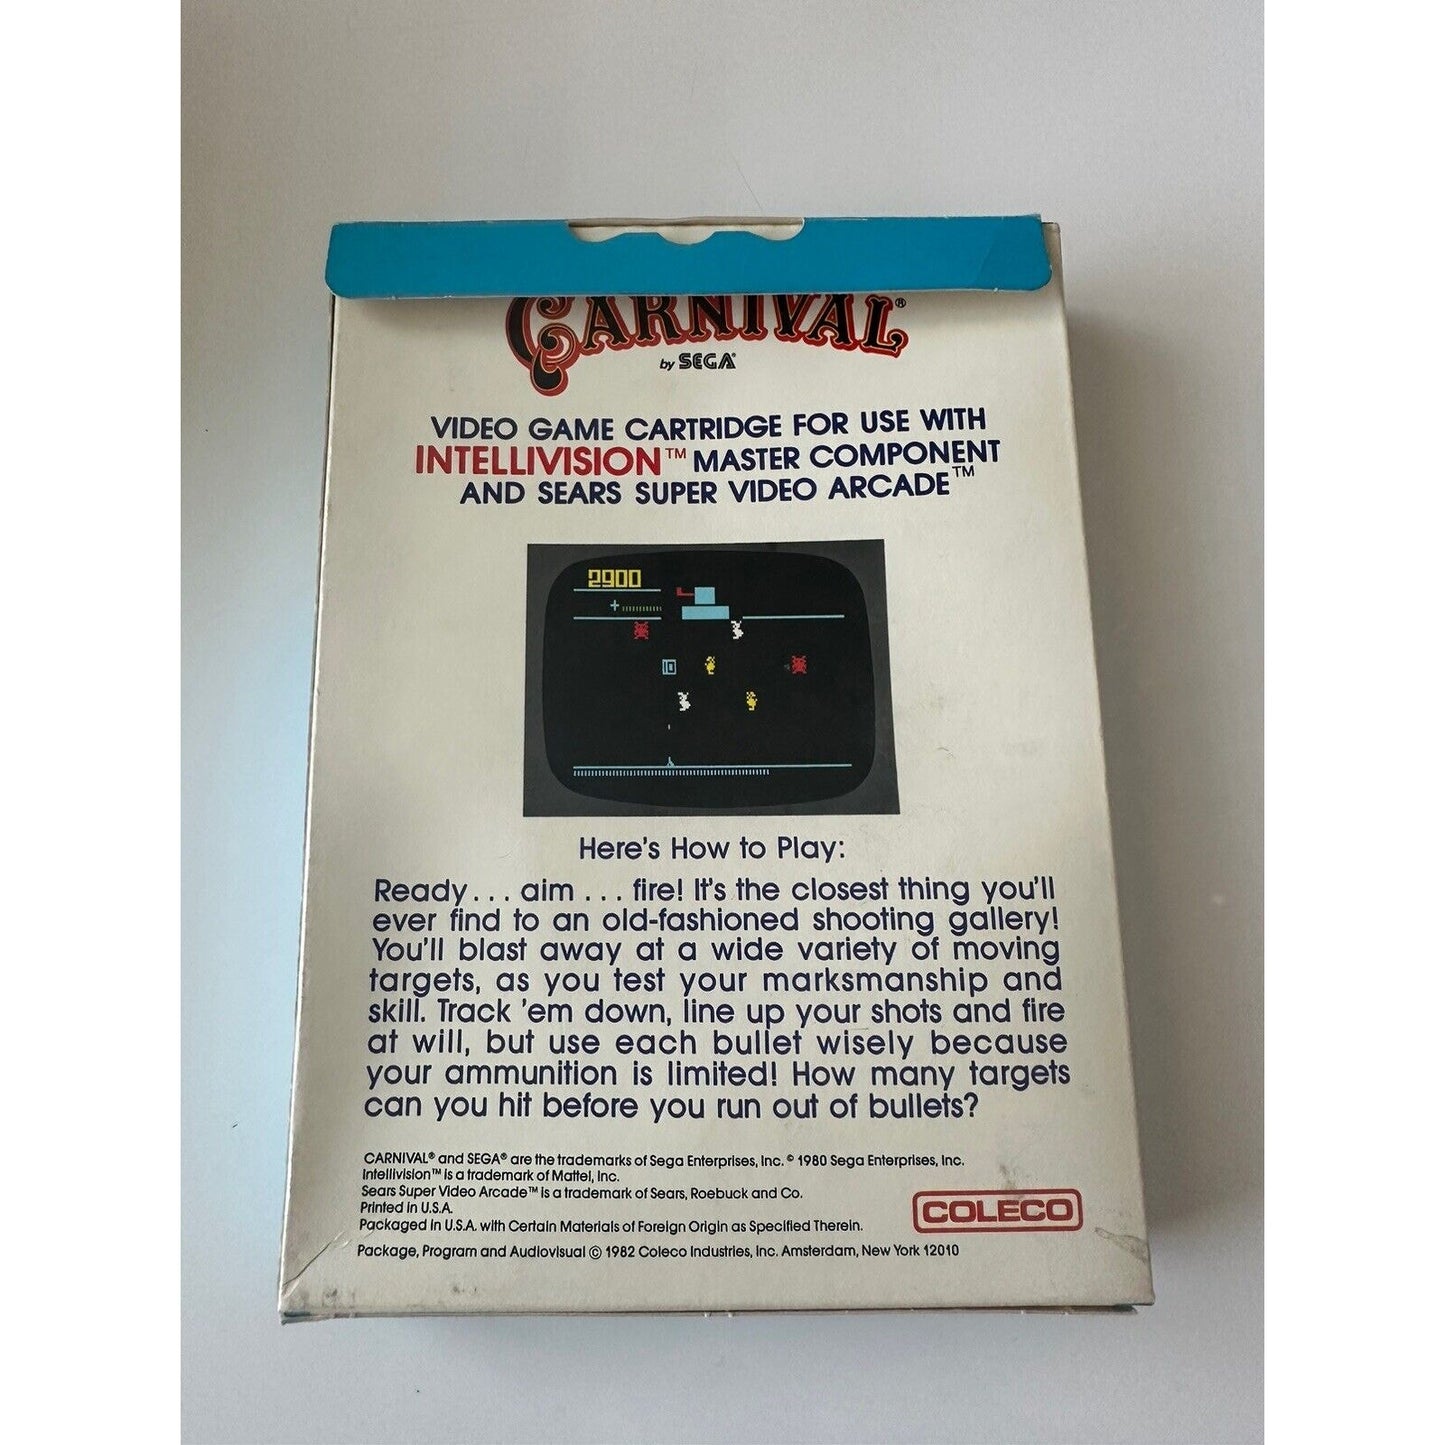 CARNIVAL®
by SEGA®
VIDEO GAME CARTRIDGE FOR USE WITH
INTELLIVISION™ MASTER COMPONENT
AND SEARS SUPER VIDEO ARCADE™
2900
10
Here's How to Play:
Ready... aim... fire! It's the closest thing you'll
ever find to an old-fashioned shooting gallery!
You'll blast away at a wide variety of moving
targets, as you test your marksmanship and
skill. Track 'em down, line up your shots and fire
at will, but use each bullet wisely because
your ammunition is limited! How many targets
can you hit before you run out of bullets?
CARNIVAL® and SEGA® are the trademarks of Sega Enterprises, Inc. © 1980 Sega Enterprises, Inc.
Intellivision™ is a trademark of Mattel, Inc.
Sears Super Video Arcade™ is a trademark of Sears, Roebuck and Co.
Printed in U.S.A.
Packaged in U.S.A. with Certain Materials of Foreign Origin as Specified Therein.
COLECO
Package, Program and Audiovisual © 1982 Coleco Industries, Inc. Amsterdam, New York 12010